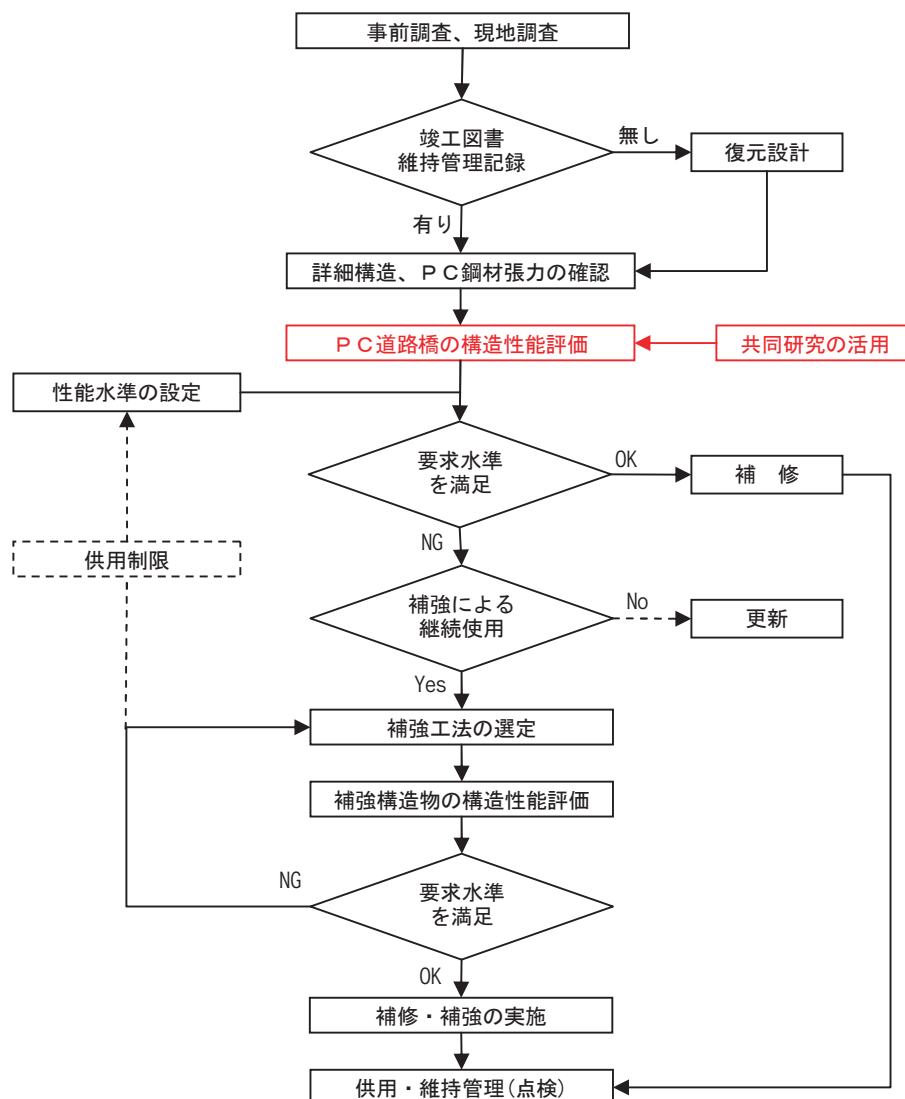 事前調査、現地調査
竣工図書
維持管理記録
無し
復元設計
有り
詳細構造、ＰＣ鋼材張力の確認
ＰＣ道路橋の構造性能評価
共同研究の活用
性能水準の設定
要求水準
を満足
OK
補　修
NG
供用制限
補強による
継続使用
No
更新
Yes
補強工法の選定
補強構造物の構造性能評価
NG
要求水準
を満足
OK
補修・補強の実施
供用・維持管理(点検)